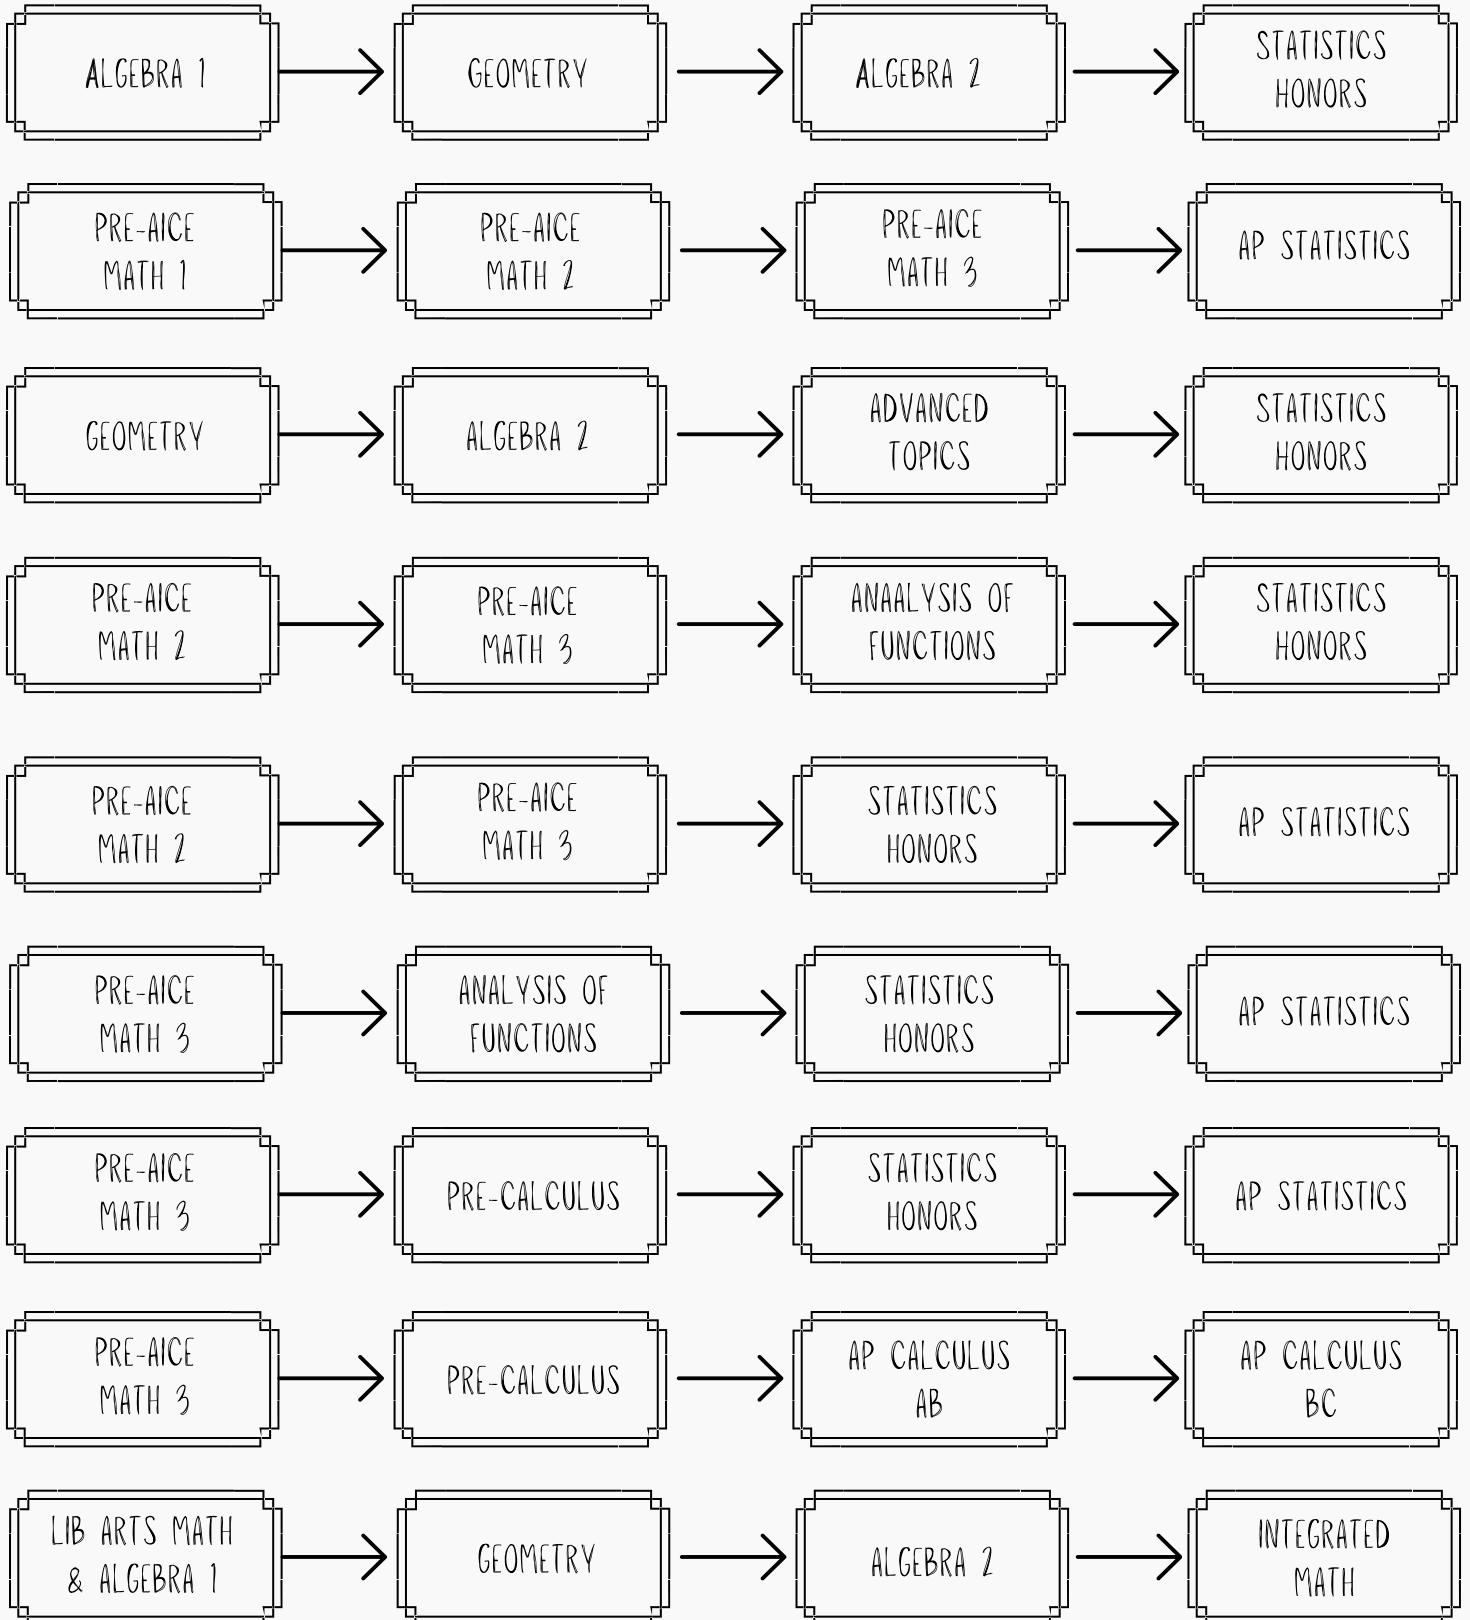 ALGEBRA 1
GEOMETRY
ALGEBRA 2
STATISTICS
HONORS
PRE-AICE
MATH 1
PRE-AICE
MATH 2
PRE-AICE
MATH 3
AP STATISTICS
GEOMETRY
ALGEBRA 2
ADVANCED
TOPICS
STATISTICS
HONORS
PRE-AICE
MATH 2
PRE-AICE
MATH 3
ANAALYSIS OF
FUNCTIONS
STATISTICS
HONORS
PRE-AICE
MATH 2
PRE-AICE
MATH 3
STATISTICS
HONORS
AP STATISTICS
PRE-AICE
MATH 3
ANALYSIS OF
FUNCTIONS
STATISTICS
HONORS
AP STATISTICS
PRE-AICE
MATH 3
PRE-CALCULUS
STATISTICS
HONORS
AP STATISTICS
PRE-AICE
MATH 3
PRE-CALCULUS
AP CALCULUS
AB
AP CALCULUS
BC
LIB ARTS MATH
& ALGEBRA 1
GEOMETRY
ALGEBRA 2
INTEGRATED
MATH